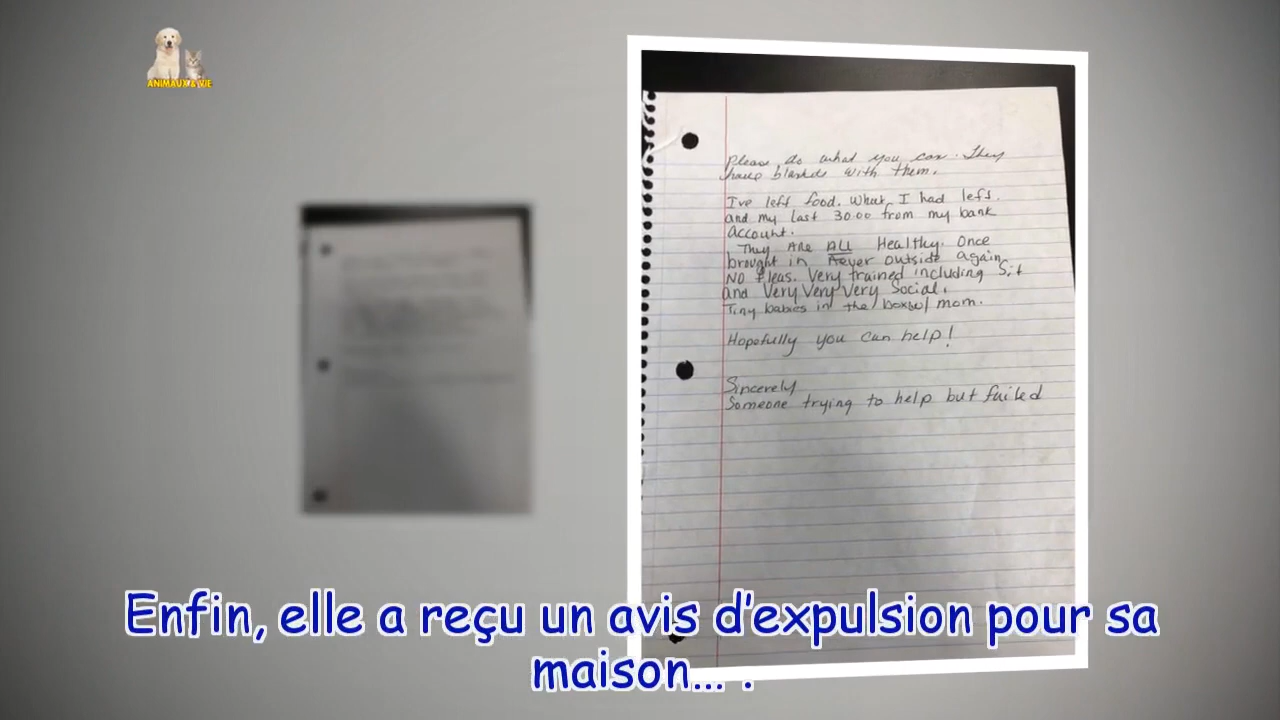 ANIMAUX & VIE
Please do what you can. They
have blankets with them.
I've left food. What I had left.
and my last 30.00 from my bank
account.
They ARE ALL Healthy. Once
brought in Never outside again
NO fleas. Very trained including Sit
and Very Very Very Social.
Tiny babies in the boxes/ mom.
Hopefully you can help!
Sincerely
Someone trying to help but failed
Enfin, elle a reçu un avis d'expulsion pour sa
maison... .